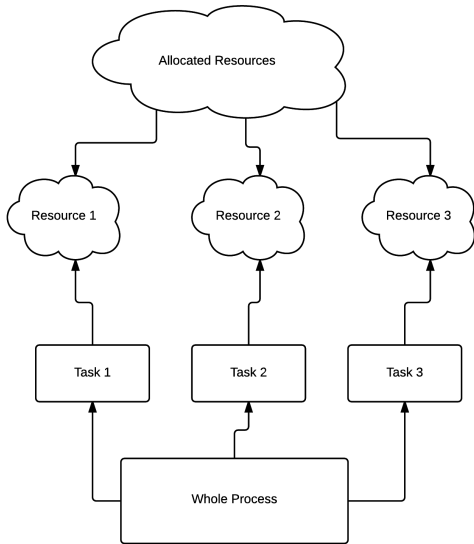 Allocated Resources
Resource 1
Resource 2
Resource 3
Task 1
Task 2
Task 3
Whole Process